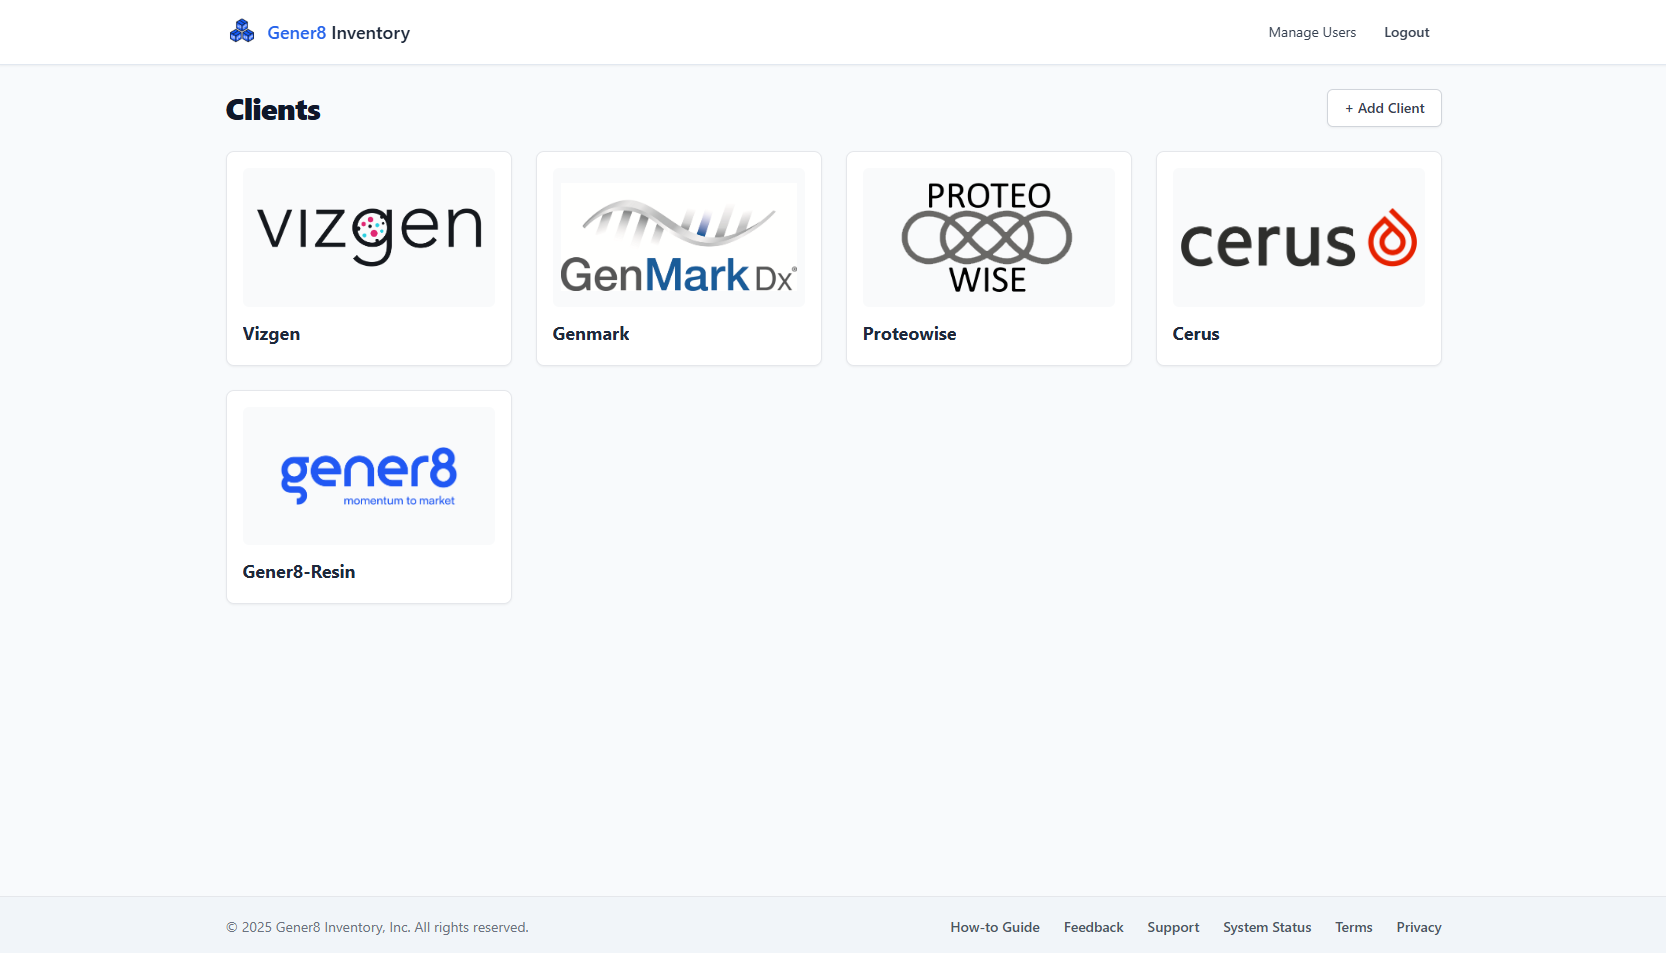 Gener8 Inventory
Manage Users
Logout
Clients
+ Add Client
vizgen
GenMark Dx®
PROTEO
WISE
cerus
Vizgen
Genmark
Proteowise
Cerus
gener8
momentum to market
Gener8-Resin
© 2025 Gener8 Inventory, Inc. All rights reserved.
How-to Guide
Feedback
Support
System Status
Terms
Privacy